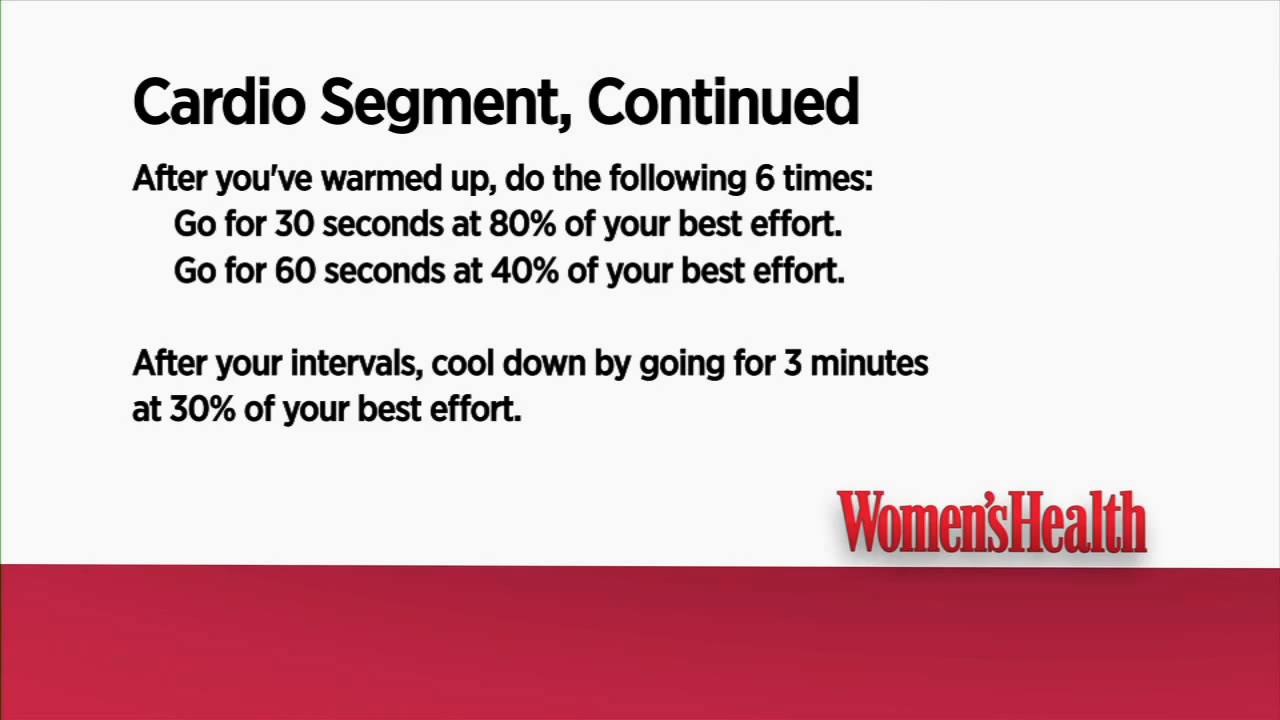 Cardio Segment, Continued
After you've warmed up, do the following 6 times:
Go for 30 seconds at 80% of your best effort.
Go for 60 seconds at 40% of your best effort.
After your intervals, cool down by going for 3 minutes
at 30% of your best effort.
Women'sHealth